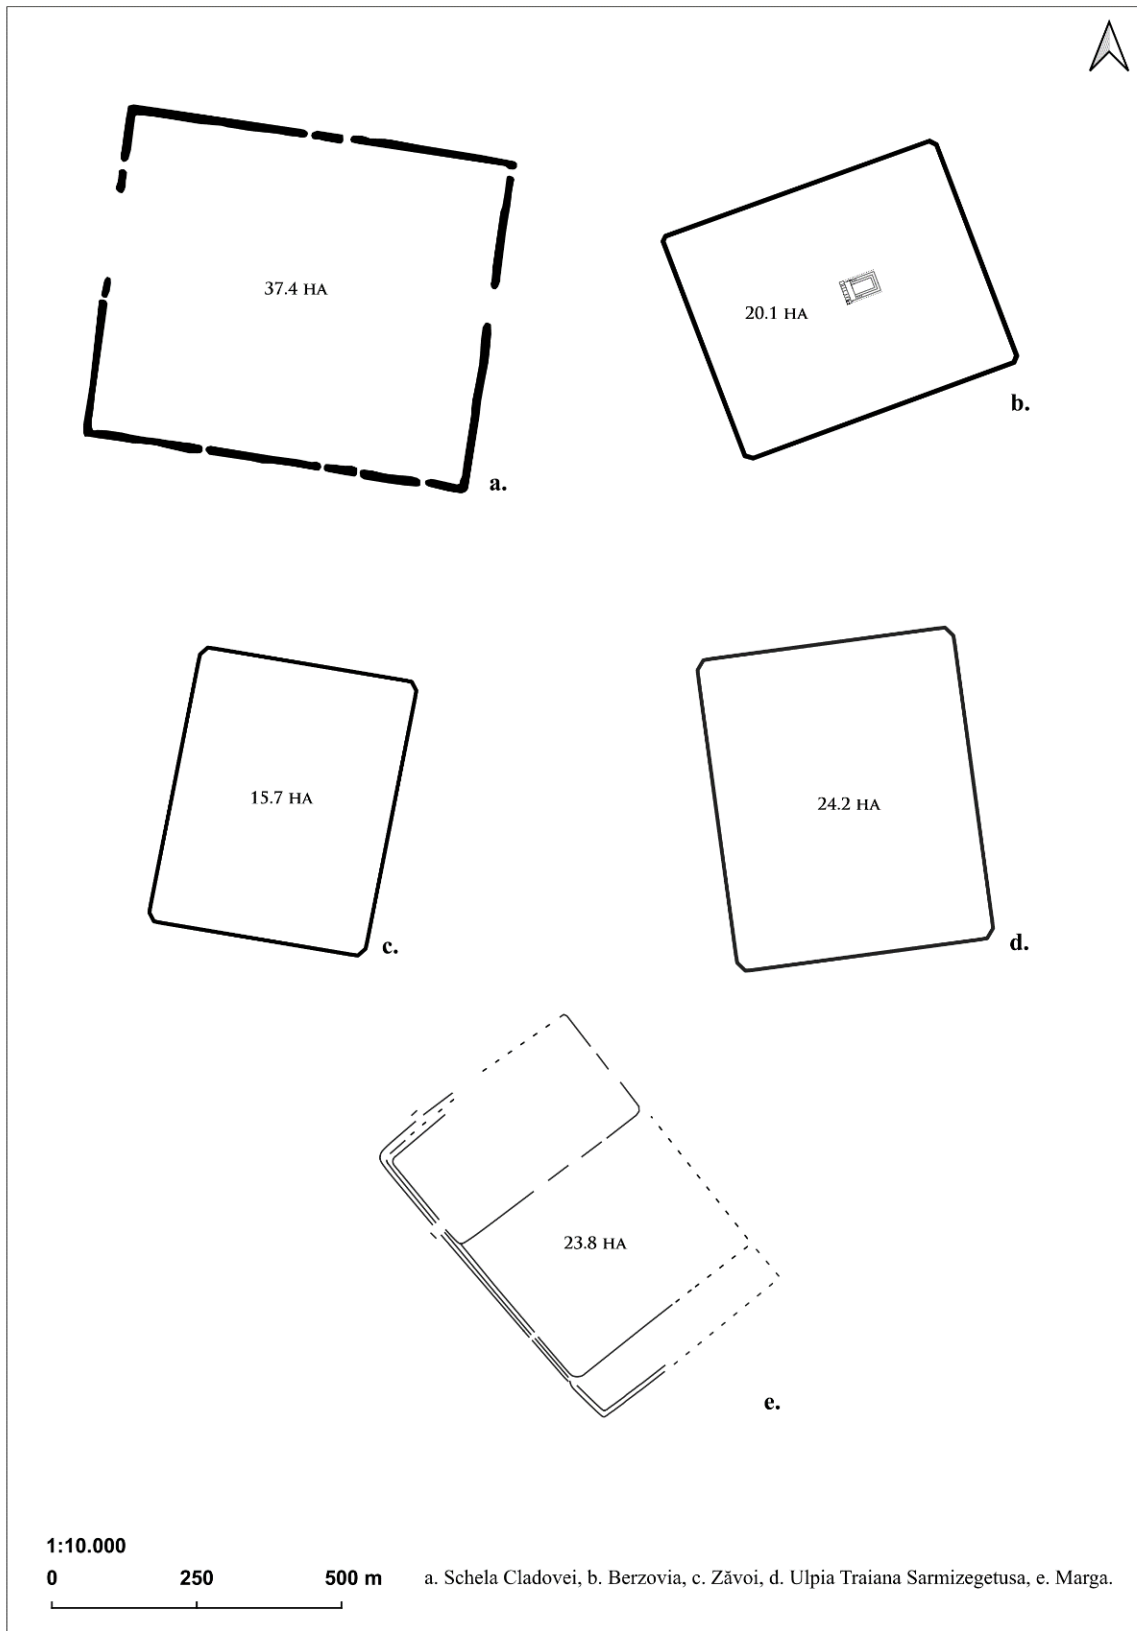 37.4 HA
a.
20.1 HA
b.
15.7 HA
c.
24.2 HA
d.
23.8 HA
e.
1:10.000
0 250 500 m
a. Schela Cladovei, b. Berzovia, c. Zăvoi, d. Ulpia Traiana Sarmizegetusa, e. Marga.